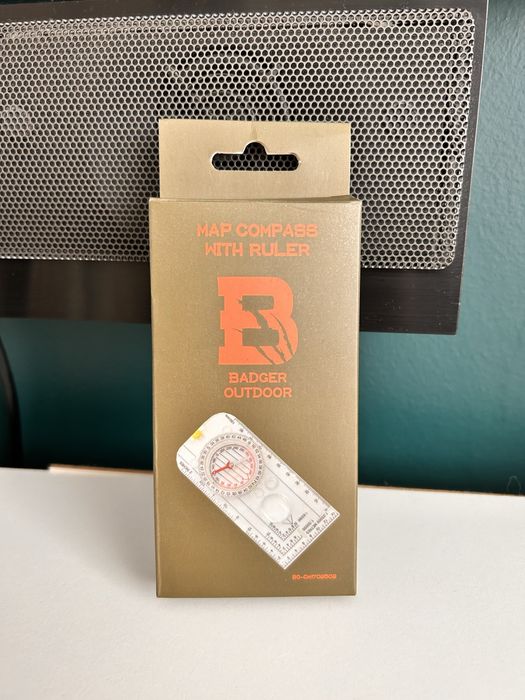 MAP COMPASS
WITH RULER
B
BADGER
OUTDOOR